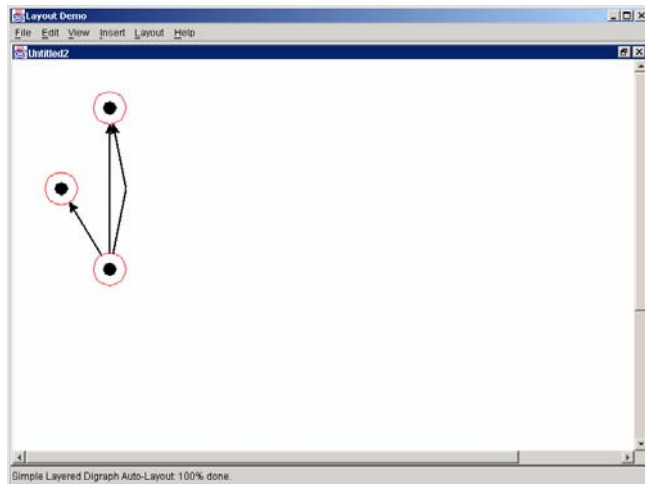 Layout Demo
File Edit View Insert Layout Help
Untitled2
Simple Layered Digraph Auto-Layout: 100% done.